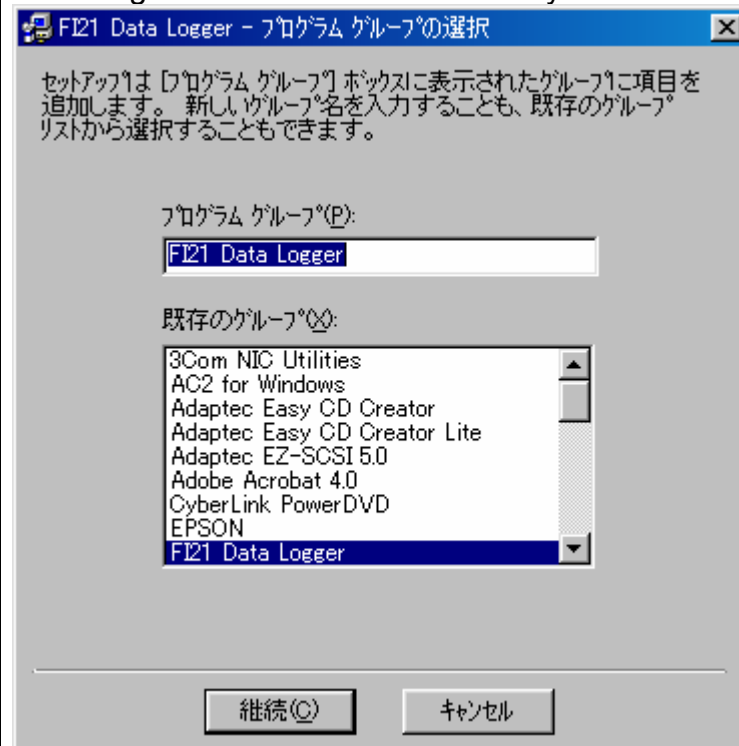 FI21 Data Logger - プログラム グループの選択
セットアップは [プログラム グループ] ボックスに表示されたグループに項目を
追加します。 新しいグループ名を入力することも、既存のグループ
リストから選択することもできます。
プログラム グループ(P):
FI21 Data Logger
既存のグループ(X):
3Com NIC Utilities
AC2 for Windows
Adaptec Easy CD Creator
Adaptec Easy CD Creator Lite
Adaptec EZ-SCSI 5.0
Adobe Acrobat 4.0
CyberLink PowerDVD
EPSON
FI21 Data Logger
継続(C)
キャンセル